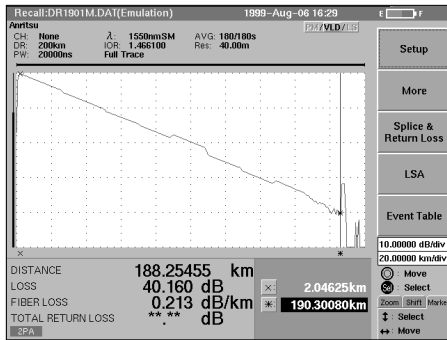 Recall:DR1901M.DAT(Emulation) 1999-Aug-06 16:29 E F
Anritsu PM/VLD/LS
CH: None λ: 1550nmSM AVG: 180/180s
DR: 200km IOR: 1.466100 Res: 40.00m
PW: 20000ns Full Trace
Setup
More
Splice &
Return Loss
LSA
Event Table
10.00000 dB/div
20.00000 km/div
: Move
Sel : Select
Zoom Shift Marke
: Select
: Move
DISTANCE 188.25455 km
LOSS 40.160 dB ×: 2.04625km
FIBER LOSS 0.213 dB/km * 190.30080km
TOTAL RETURN LOSS **.** dB
2PA